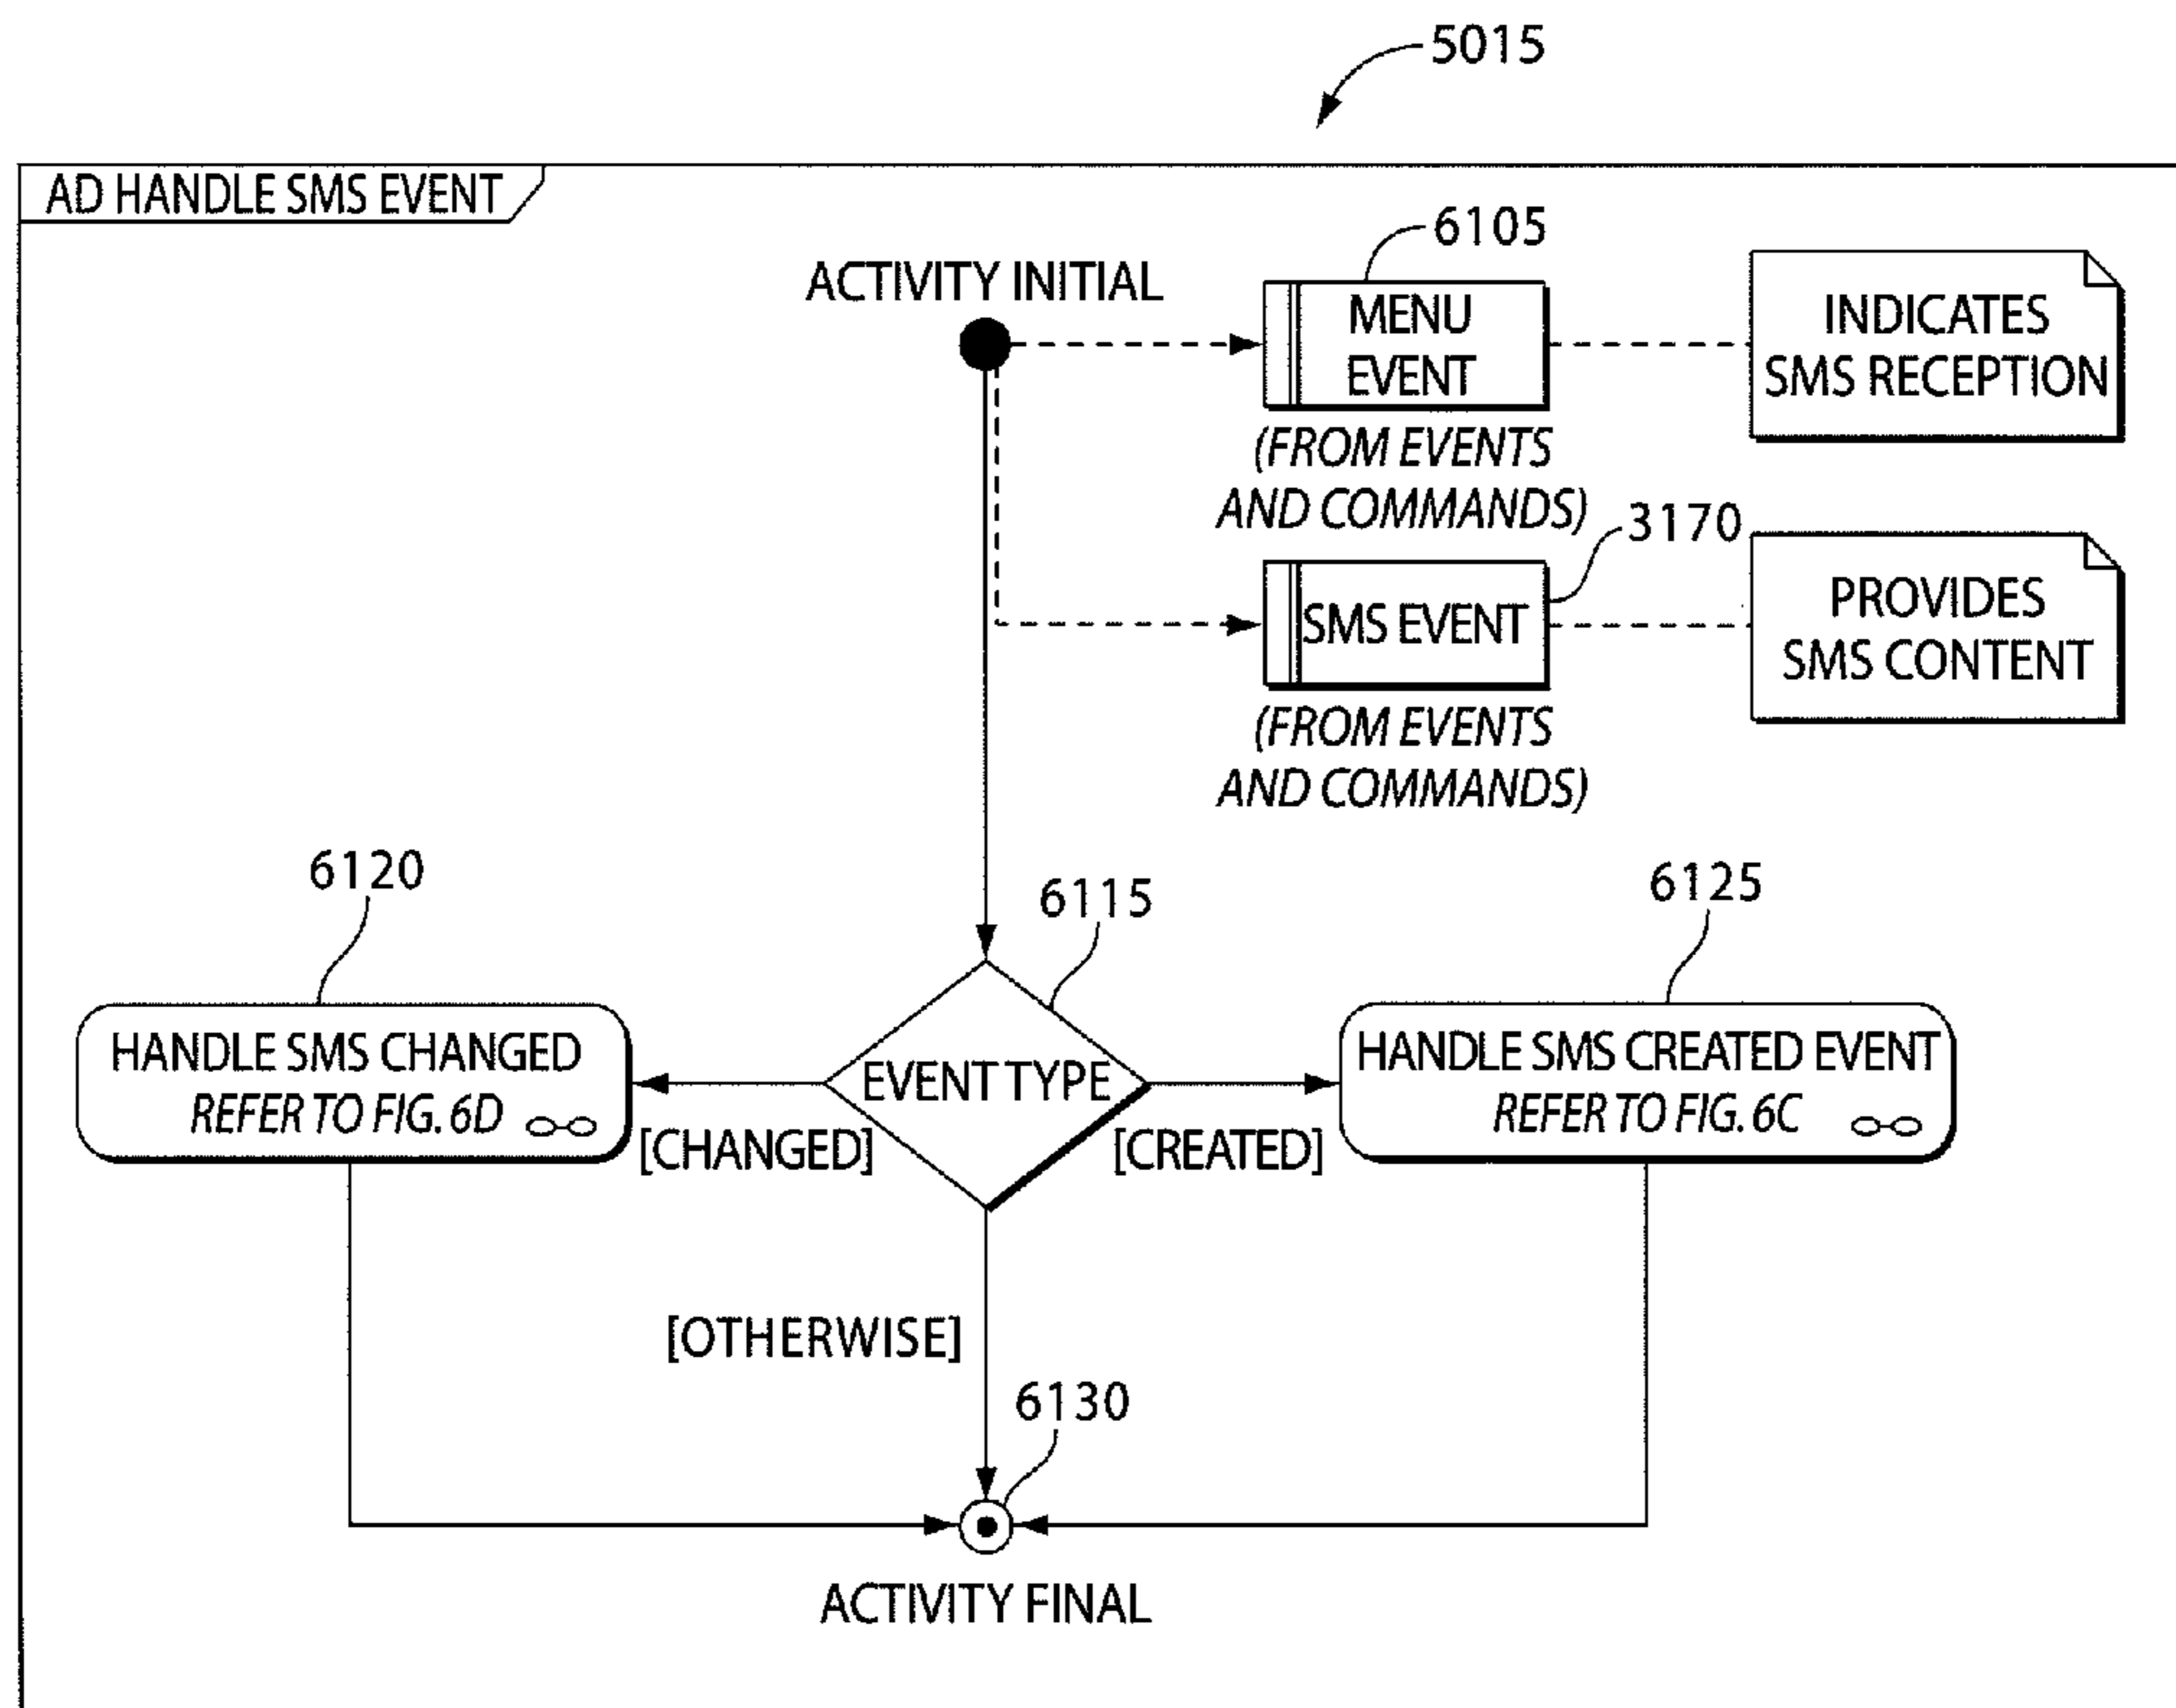 5015
AD HANDLE SMS EVENT
6105
ACTIVITY INITIAL
MENU
EVENT
INDICATES
SMS RECEPTION
(FROM EVENTS
AND COMMANDS)
3170
SMS EVENT
PROVIDES
SMS CONTENT
(FROM EVENTS
AND COMMANDS)
6120
6115
6125
HANDLE SMS CHANGED
REFER TO FIG. 6D
EVENT TYPE
HANDLE SMS CREATED EVENT
REFER TO FIG. 6C
[CHANGED]
[CREATED]
[OTHERWISE]
6130
ACTIVITY FINAL